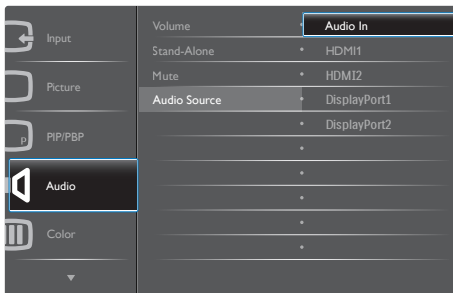 Input
Picture
P
PIP/PBP
Audio
Color
Volume
Stand-Alone
Mute
Audio Source
Audio In
HDMI1
HDMI2
DisplayPort1
DisplayPort2